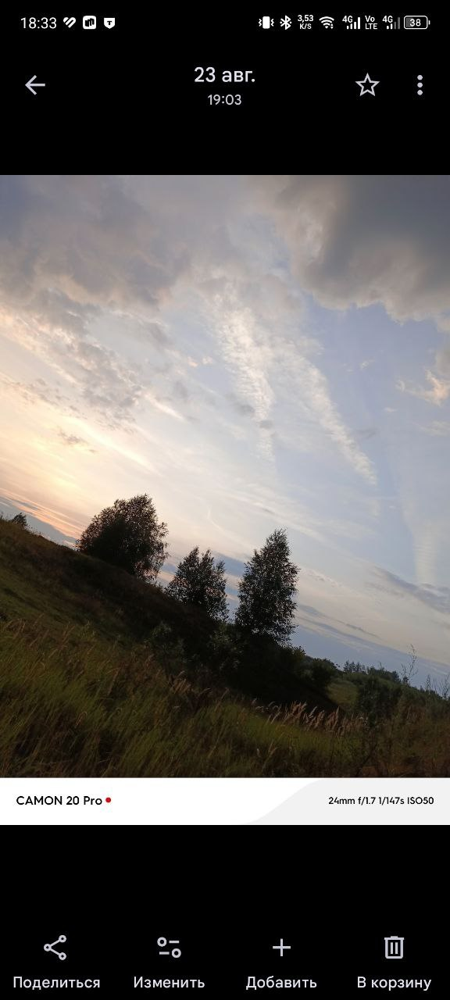 18:33 3,53 K/S 4G Vo LTE 4G 38
23 авг.
19:03
CAMON 20 Pro 24mm f/1.7 1/147s ISO50
Поделиться Изменить Добавить В корзину